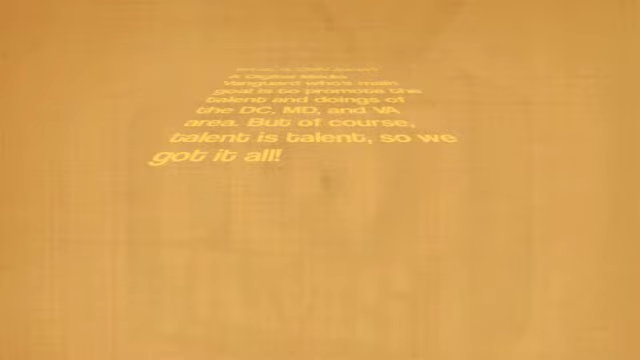 A Digital Media
Vanguard who's main
goal is to promote the
talent and doings of
the DC, MD, and VA
area. But of course,
talent is talent, so we
got it all!